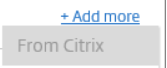 + Add more
From Citrix